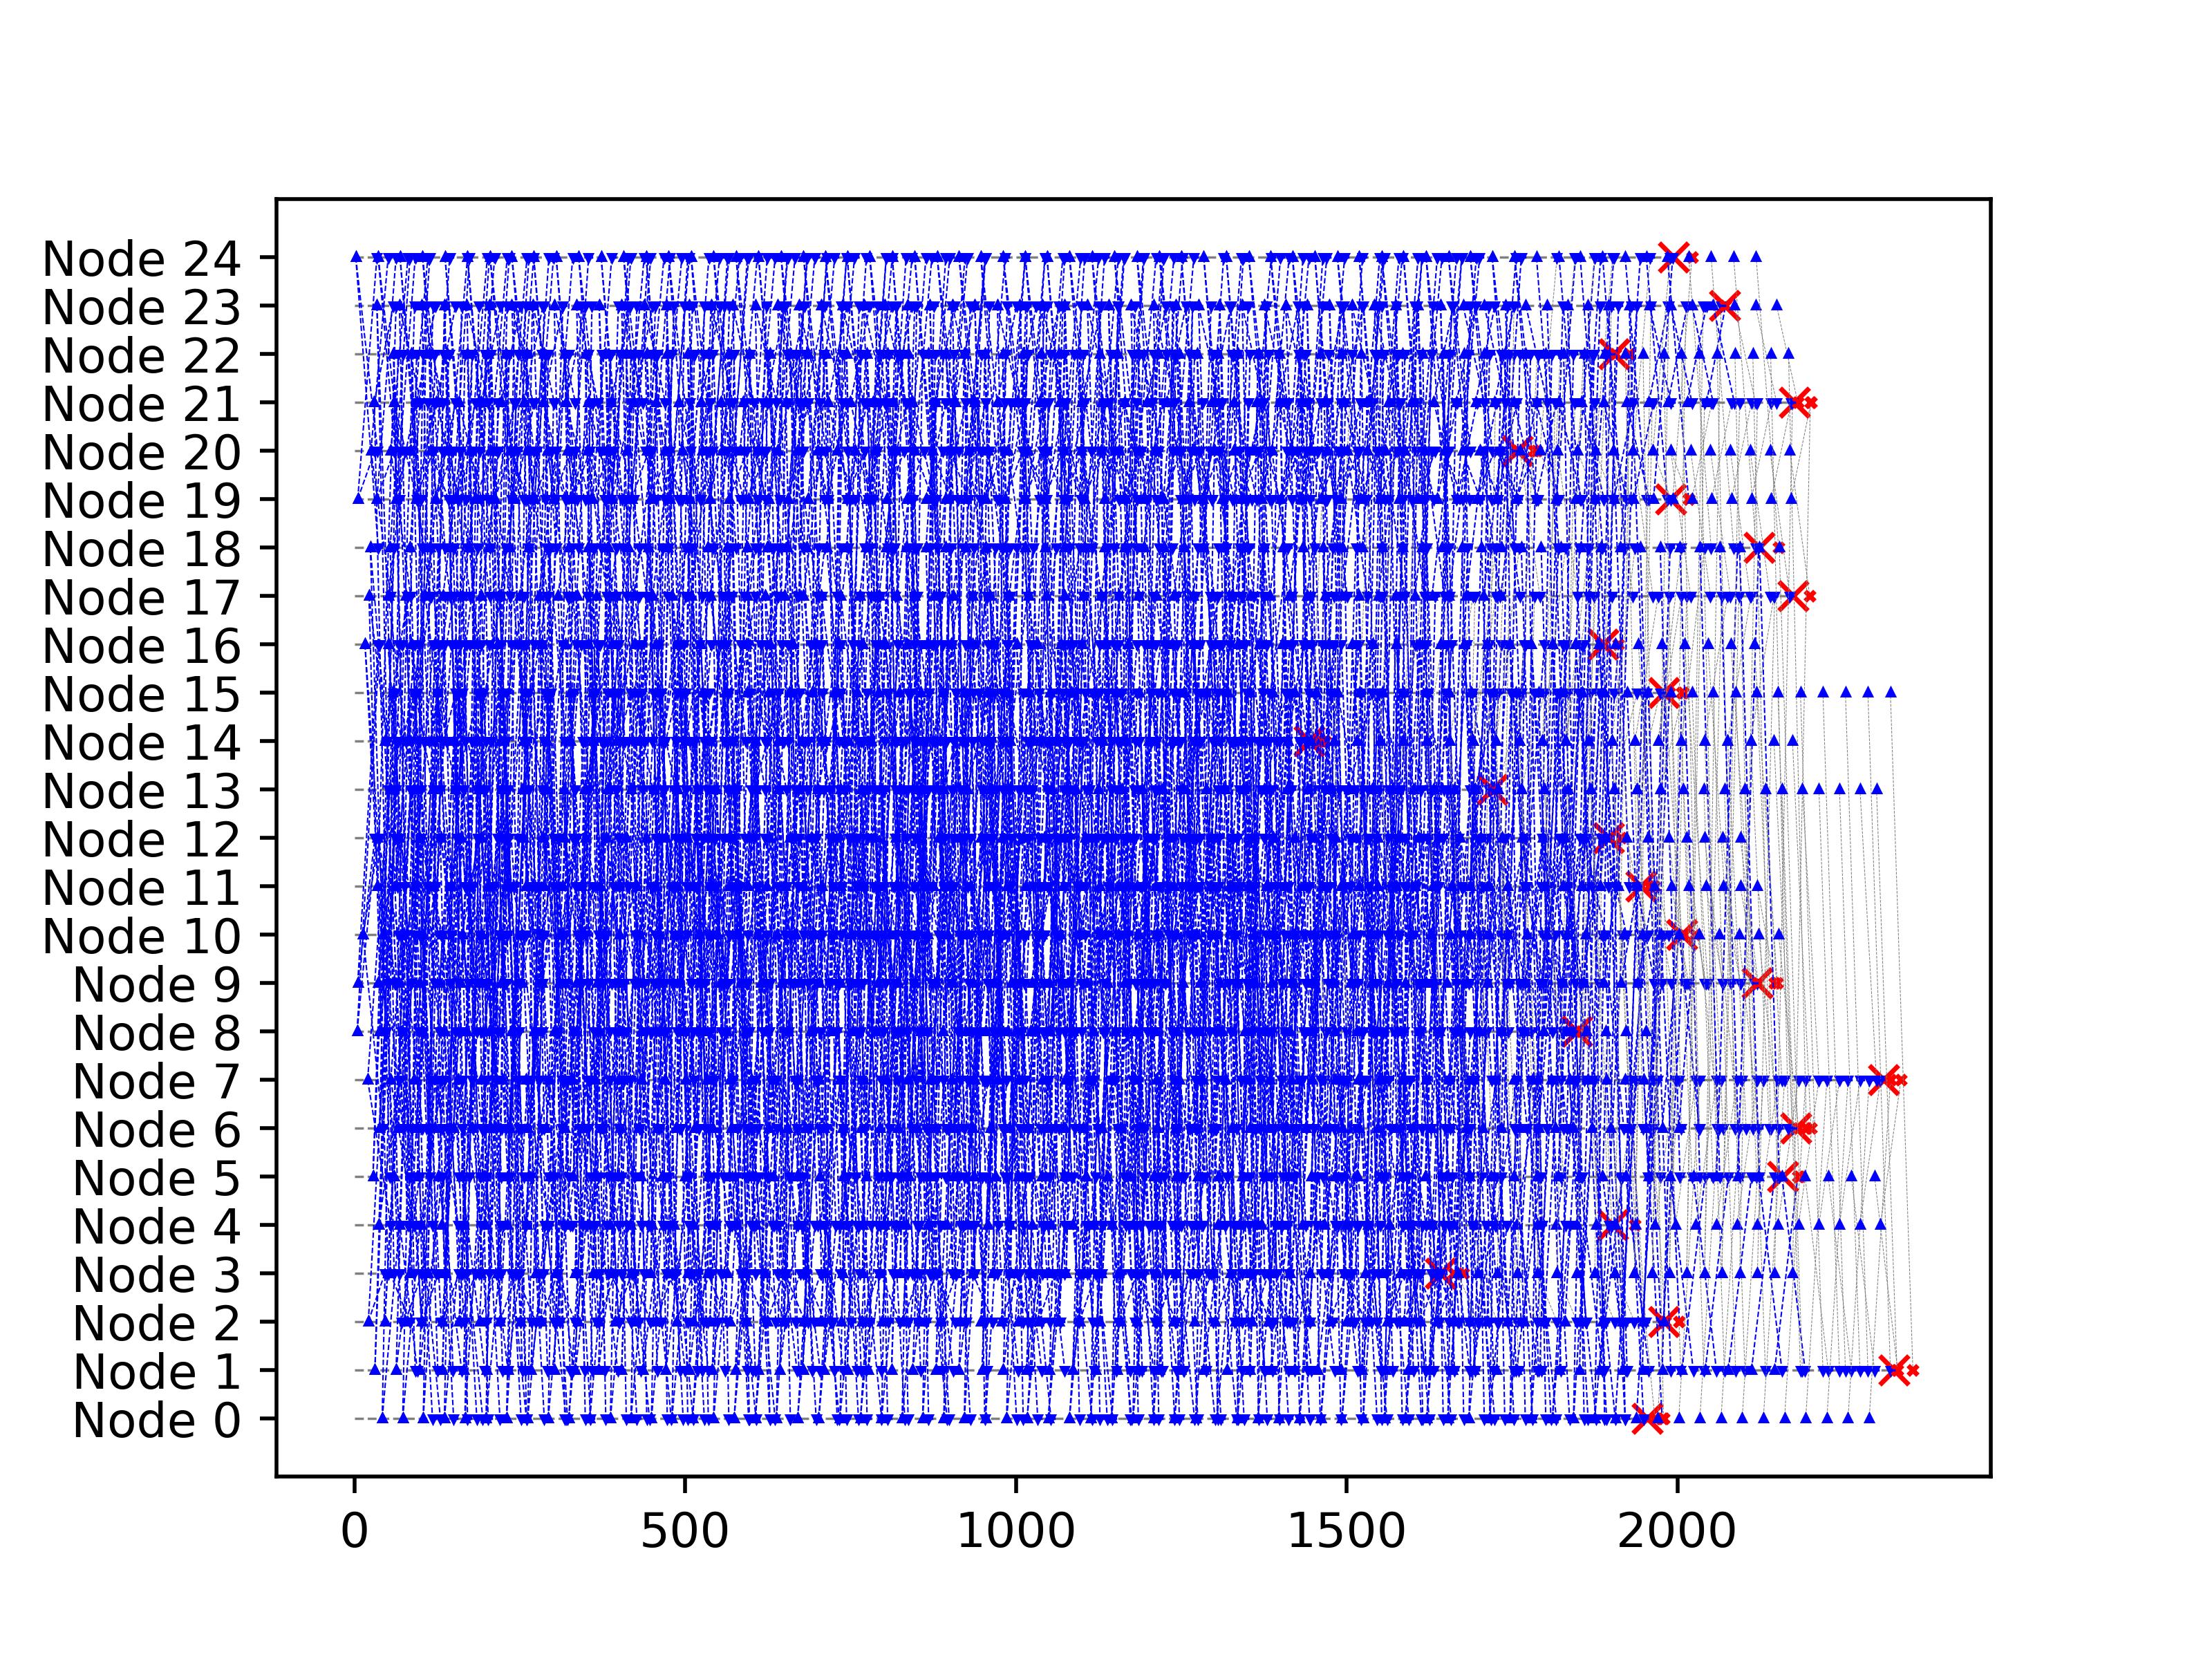 Node 24
Node 23
Node 22
Node 21
Node 20
Node 19
Node 18
Node 17
Node 16
Node 15
Node 14
Node 13
Node 12
Node 11
Node 10
Node 9
Node 8
Node 7
Node 6
Node 5
Node 4
Node 3
Node 2
Node 1
Node 0
0 500 1000 1500 2000